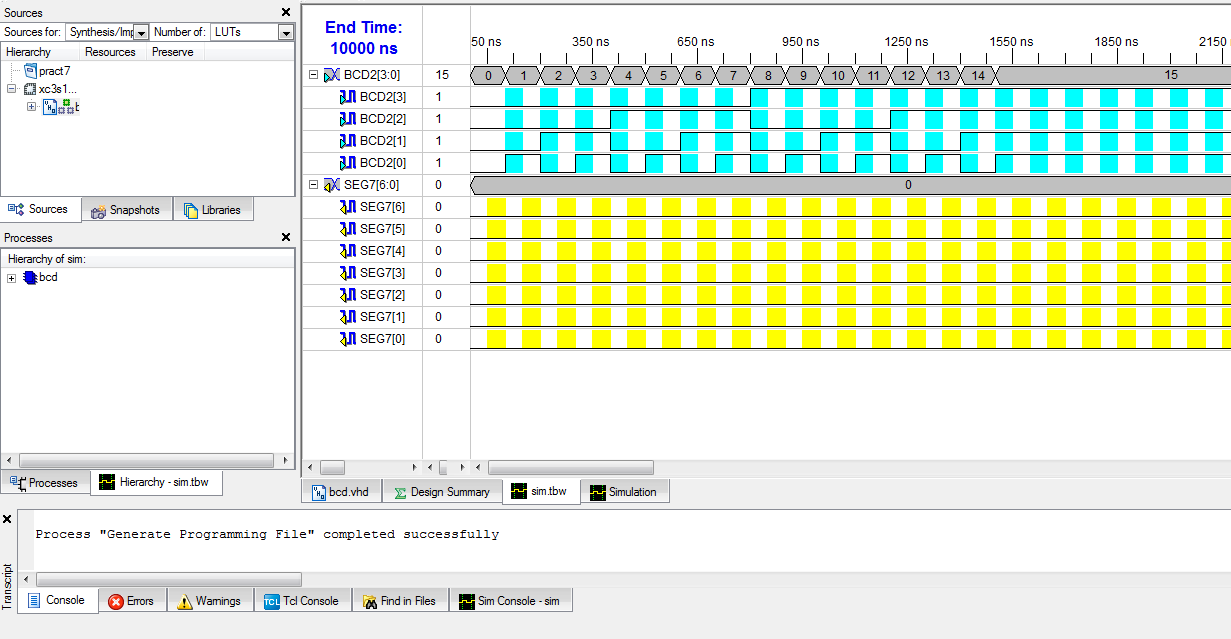 Sources
Sources for: Synthesis/Imp Number of: LUTs
Hierarchy Resources Preserve
pract7
xc3s1...
Sources Snapshots Libraries
Processes
Hierarchy of sim:
bcd
Processes Hierarchy - sim.tbw
End Time:
10000 ns
50 ns 350 ns 650 ns 950 ns 1250 ns 1550 ns 1850 ns 2150
BCD2[3:0] 15 0 1 2 3 4 5 6 7 8 9 10 11 12 13 14 15
BCD2[3] 1
BCD2[2] 1
BCD2[1] 1
BCD2[0] 1
SEG7[6:0] 0 0
SEG7[6] 0
SEG7[5] 0
SEG7[4] 0
SEG7[3] 0
SEG7[2] 0
SEG7[1] 0
SEG7[0] 0
bcd.vhd Design Summary sim.tbw Simulation
Process "Generate Programming File" completed successfully
Transcript
Console Errors Warnings TCL Tcl Console Find in Files Sim Console - sim